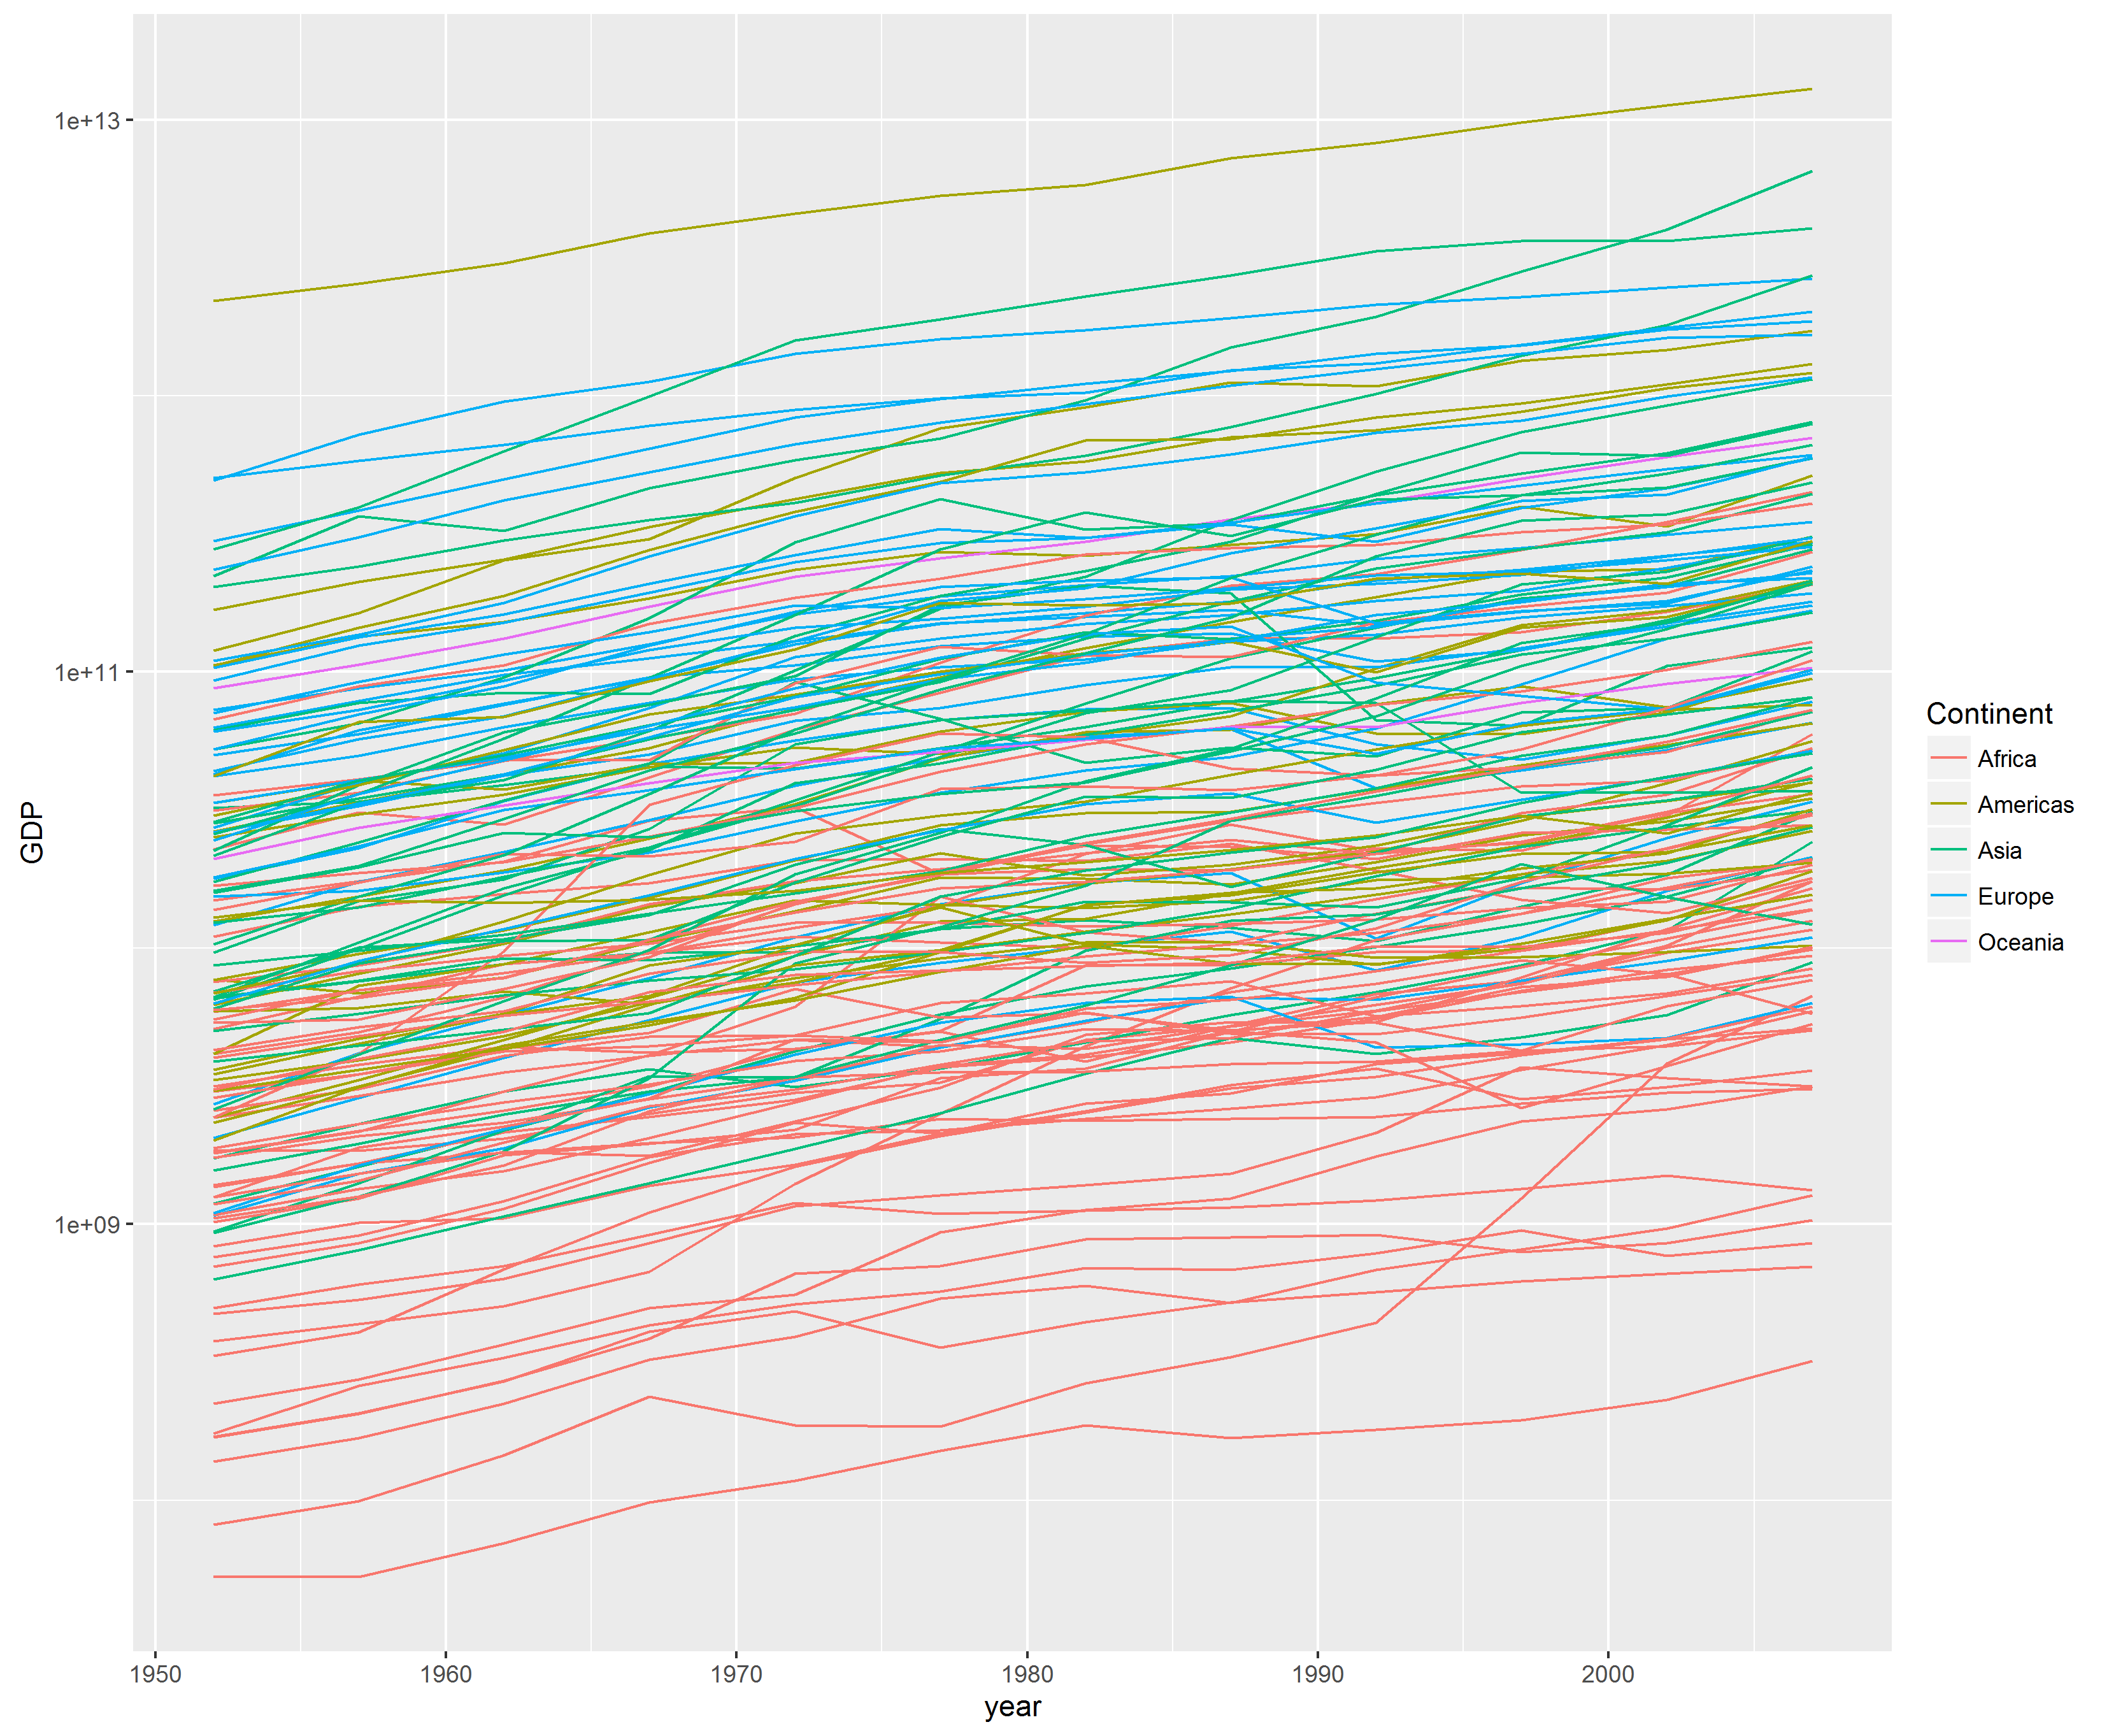 GDP
1e+13
1e+11
1e+09
1950 1960 1970 1980 1990 2000
year
Continent
Africa
Americas
Asia
Europe
Oceania